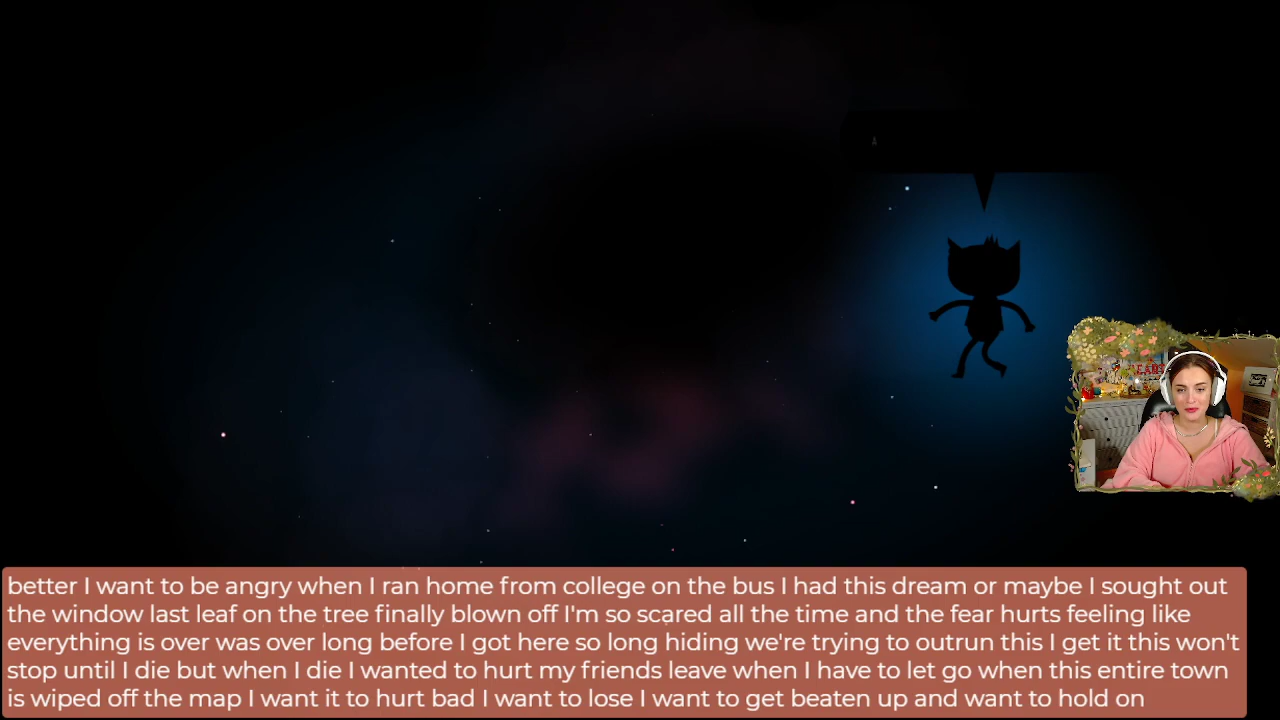 A
better I want to be angry when I ran home from college on the bus I had this dream or maybe I sought out
the window last leaf on the tree finally blown off I'm so scared all the time and the fear hurts feeling like
everything is over was over long before I got here so long hiding we're trying to outrun this I get it this won't
stop until I die but when I die I wanted to hurt my friends leave when I have to let go when this entire town
is wiped off the map I want it to hurt bad I want to lose I want to get beaten up and want to hold on